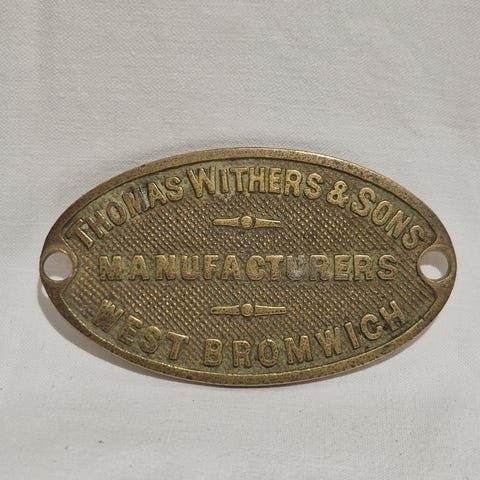 THOMAS WITHERS & SONS
MANUFACTURERS
WEST BROMWICH